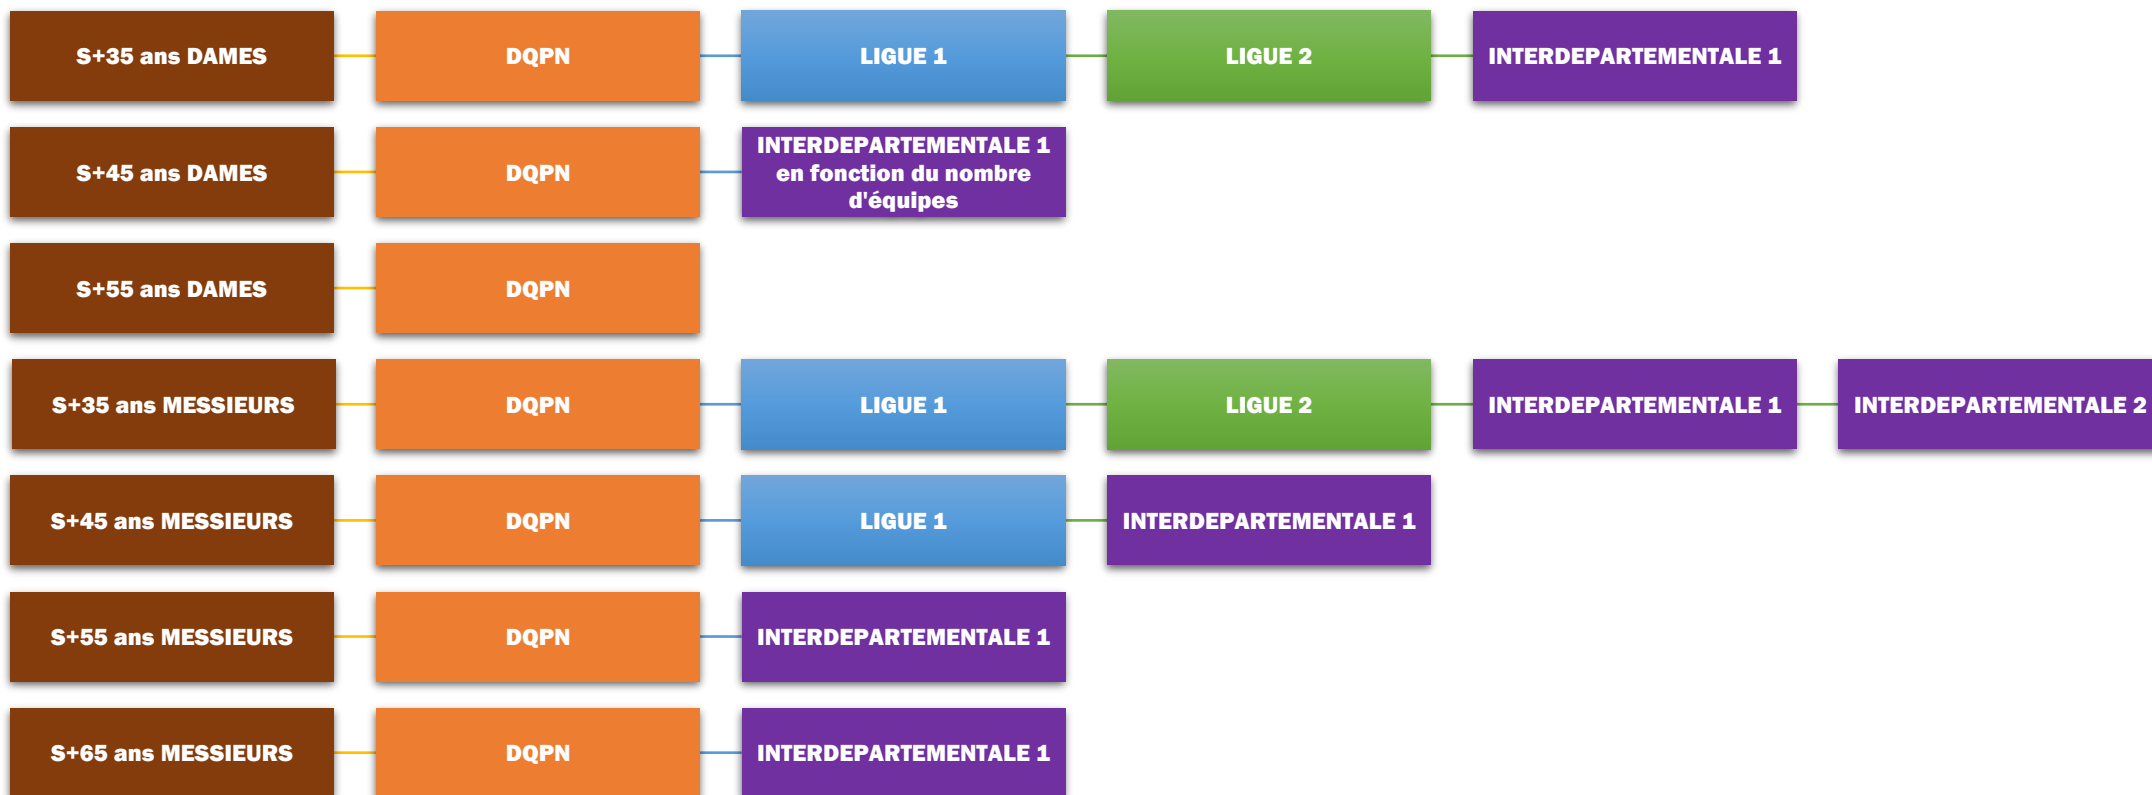 S+35 ans DAMES
DQPN
LIGUE 1
LIGUE 2
INTERDEPARTEMENTALE 1
S+45 ans DAMES
DQPN
INTERDEPARTEMENTALE 1
en fonction du nombre
d'équipes
S+55 ans DAMES
DQPN
S+35 ans MESSIEURS
DQPN
LIGUE 1
LIGUE 2
INTERDEPARTEMENTALE 1
INTERDEPARTEMENTALE 2
S+45 ans MESSIEURS
DQPN
LIGUE 1
INTERDEPARTEMENTALE 1
S+55 ans MESSIEURS
DQPN
INTERDEPARTEMENTALE 1
S+65 ans MESSIEURS
DQPN
INTERDEPARTEMENTALE 1